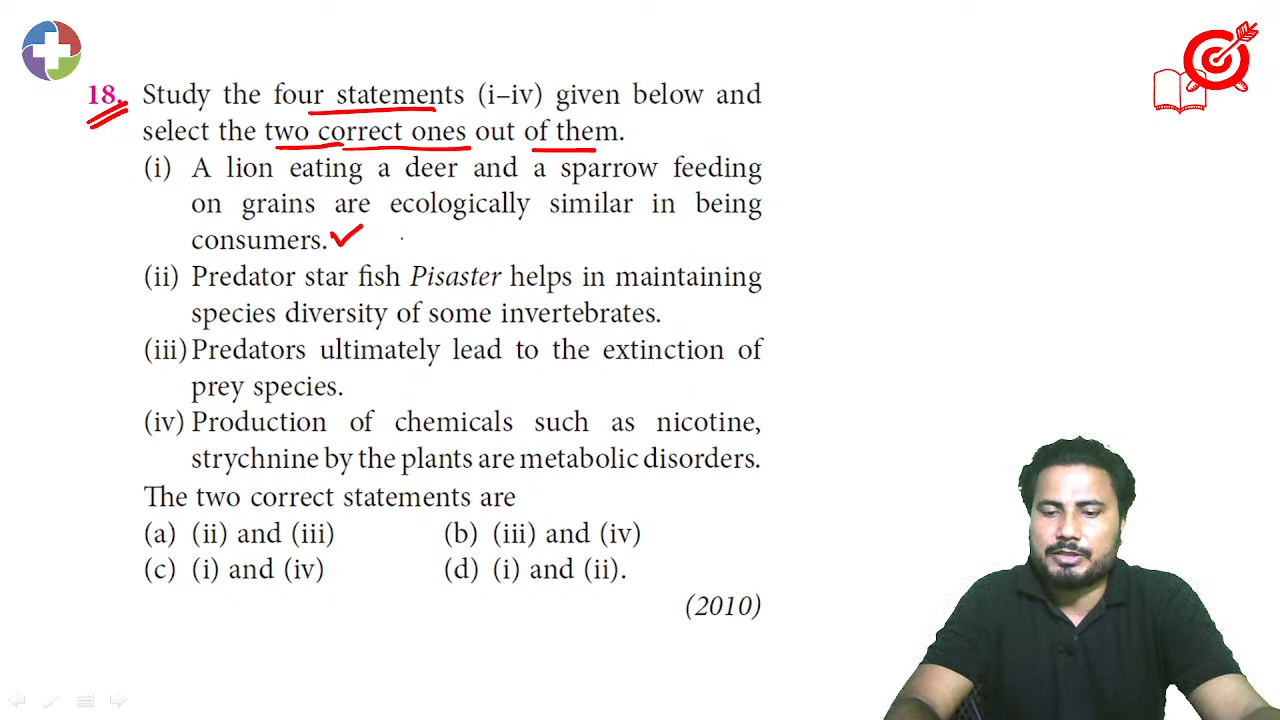 18. Study the four statements (i–iv) given below and
select the two correct ones out of them.
(i) A lion eating a deer and a sparrow feeding
on grains are ecologically similar in being
consumers.
(ii) Predator star fish Pisaster helps in maintaining
species diversity of some invertebrates.
(iii) Predators ultimately lead to the extinction of
prey species.
(iv) Production of chemicals such as nicotine,
strychnine by the plants are metabolic disorders.
The two correct statements are
(a) (ii) and (iii) (b) (iii) and (iv)
(c) (i) and (iv) (d) (i) and (ii).
(2010)